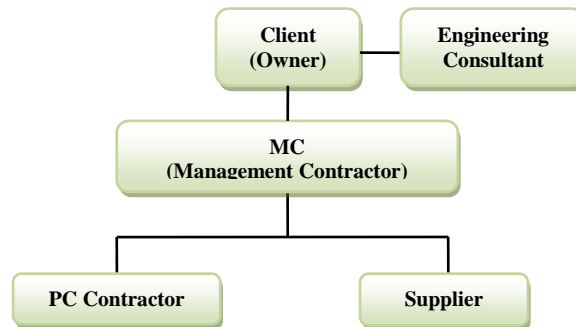 Client
(Owner)
Engineering
Consultant
MC
(Management Contractor)
PC Contractor
Supplier